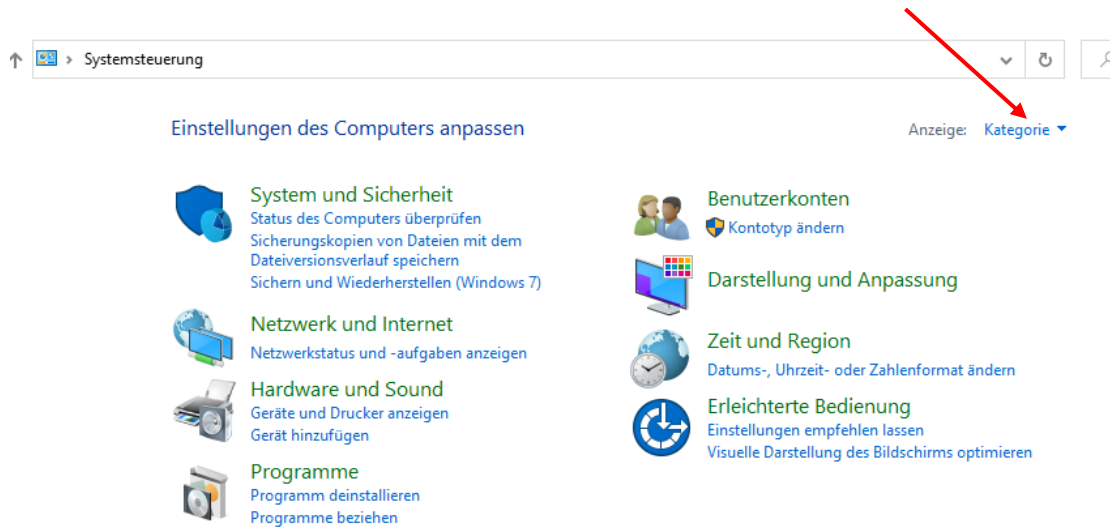 Systemsteuerung
Einstellungen des Computers anpassen
Anzeige: Kategorie
System und Sicherheit
Status des Computers überprüfen
Sicherungskopien von Dateien mit dem
Dateiversionsverlauf speichern
Sichern und Wiederherstellen (Windows 7)
Netzwerk und Internet
Netzwerkstatus und -aufgaben anzeigen
Hardware und Sound
Geräte und Drucker anzeigen
Gerät hinzufügen
Programme
Programm deinstallieren
Programme beziehen
Benutzerkonten
Kontotyp ändern
Darstellung und Anpassung
Zeit und Region
Datums-, Uhrzeit- oder Zahlenformat ändern
Erleichterte Bedienung
Einstellungen empfehlen lassen
Visuelle Darstellung des Bildschirms optimieren